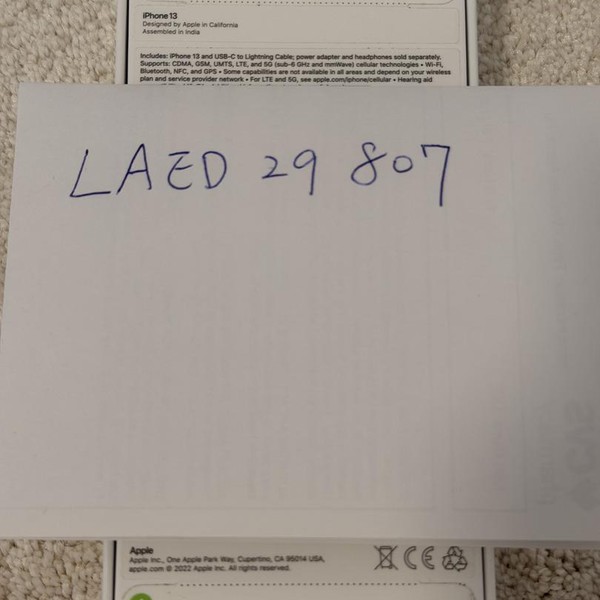 iPhone 13
Designed by Apple in California
Assembled in India
Includes: iPhone 13 and USB-C to Lightning Cable; power adapter and headphones sold separately.
Supports: CDMA, GSM, UMTS, LTE, and 5G (sub-6 GHz and mmWave) cellular technologies • Wi-Fi,
Bluetooth, NFC, and GPS • Some capabilities are not available in all areas and depend on your wireless
plan and service provider network • For LTE and 5G, see apple.com/iphone/cellular • Hearing aid
LAED 29 807
Apple
Apple Inc., One Apple Park Way, Cupertino, CA 95014 USA,
apple.com © 2022 Apple Inc. All rights reserved.